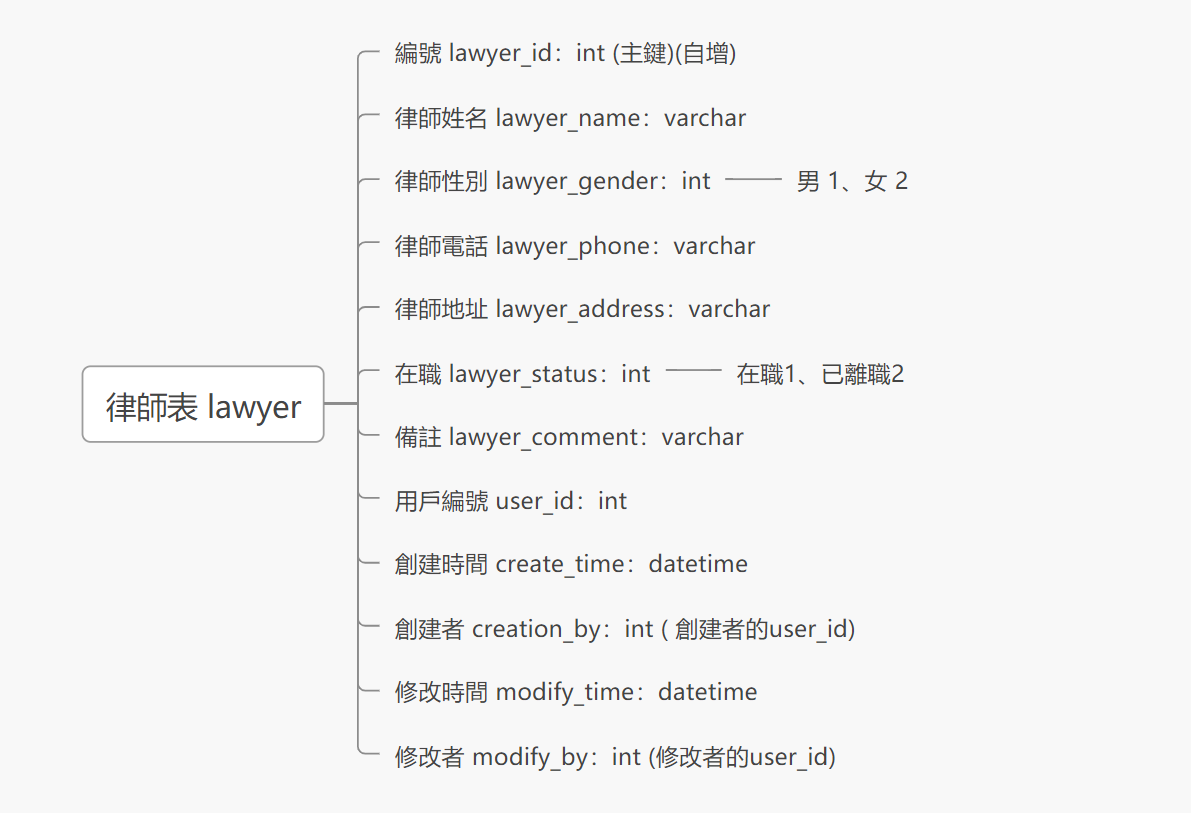 編號 lawyer_id：int (主鍵)(自增)
律師姓名 lawyer_name：varchar
律師性別 lawyer_gender：int 男 1、女 2
律師電話 lawyer_phone：varchar
律師地址 lawyer_address：varchar
在職 lawyer_status：int 在職1、已離職2
律師表 lawyer
備註 lawyer_comment：varchar
用戶編號 user_id：int
創建時間 create_time：datetime
創建者 creation_by：int ( 創建者的user_id)
修改時間 modify_time：datetime
修改者 modify_by：int (修改者的user_id)